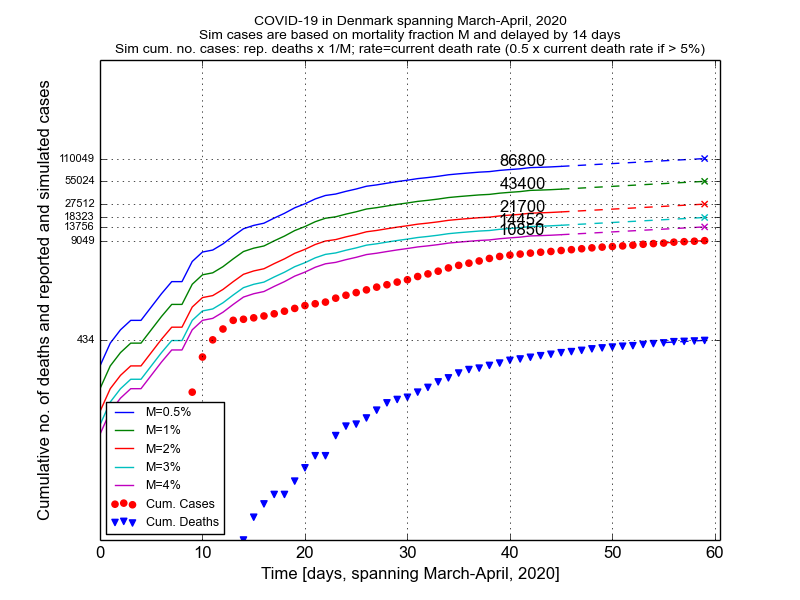 COVID-19 in Denmark spanning March-April, 2020
Sim cases are based on mortality fraction M and delayed by 14 days
Sim cum. no. cases: rep. deaths x 1/M; rate=current death rate (0.5 x current death rate if > 5%)
Cumulative no. of deaths and reported and simulated cases
110049
55024
27512
18323
13756
9049
434
86800
43400
21700
14452
10850
M=0.5%
M=1%
M=2%
M=3%
M=4%
Cum. Cases
Cum. Deaths
0 10 20 30 40 50 60
Time [days, spanning March-April, 2020]